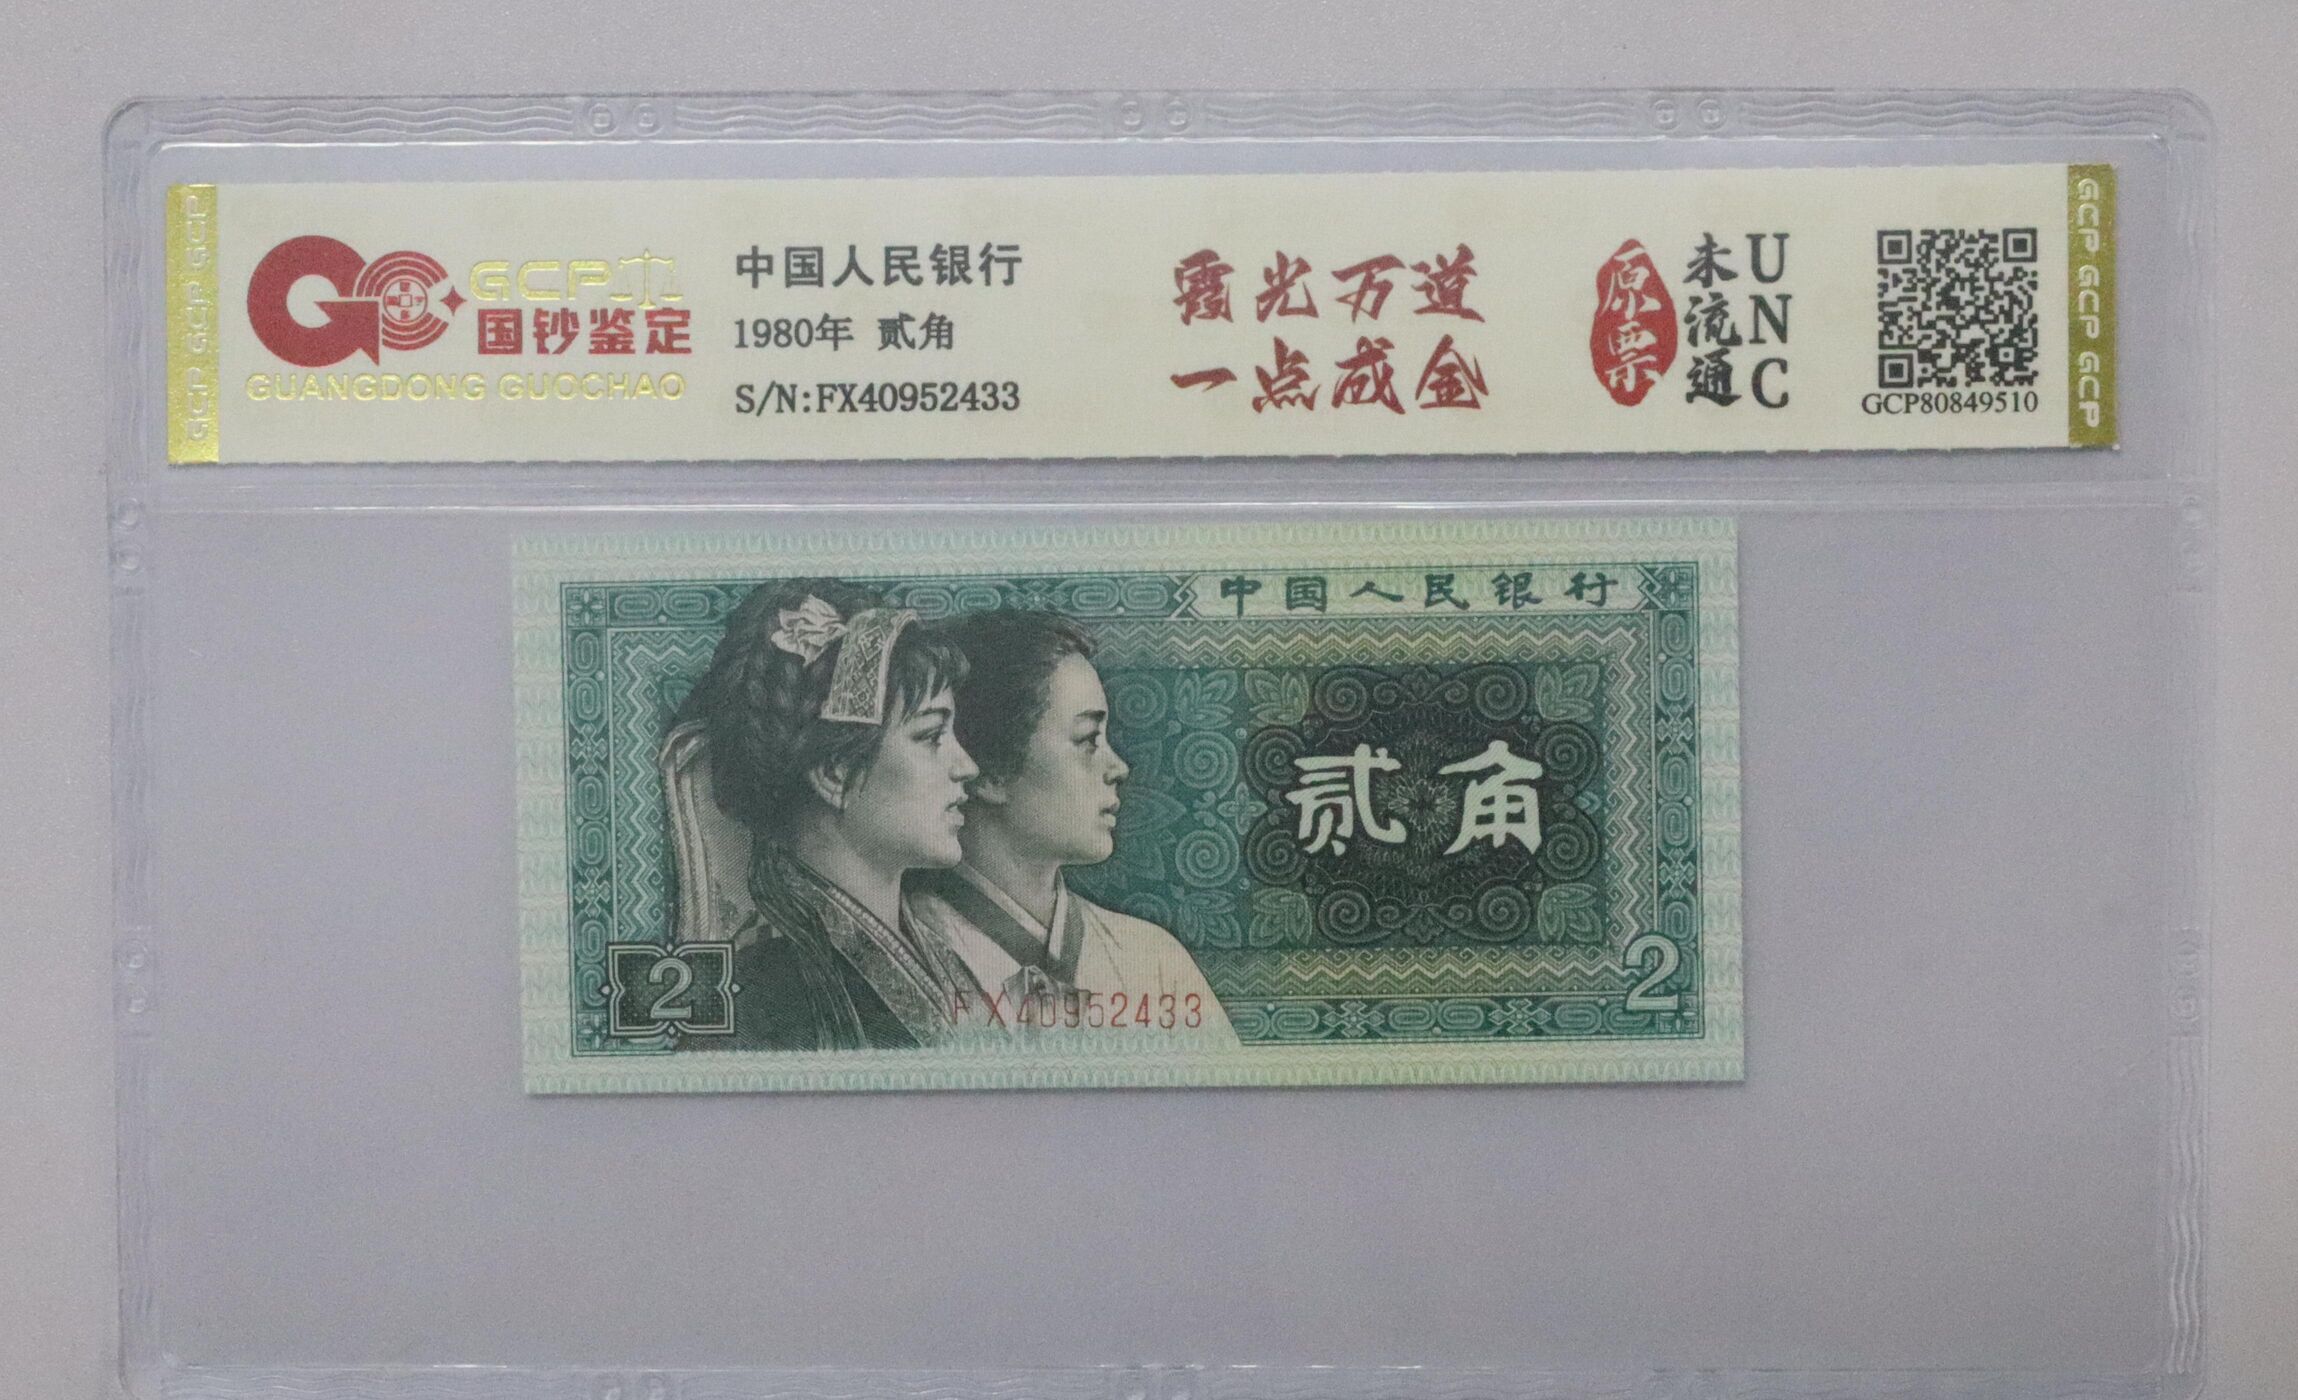 GCP GCP GCP
GCP
国钞鉴定
GUANGDONG GUOCHAO
中国人民银行
1980年 贰角
S/N:FX40952433
霞光万道
一点成金
原票
未流通
UNC
GCP80849510
GCP GCP GCP
中国人民银行
贰角
2
2
FX40952433